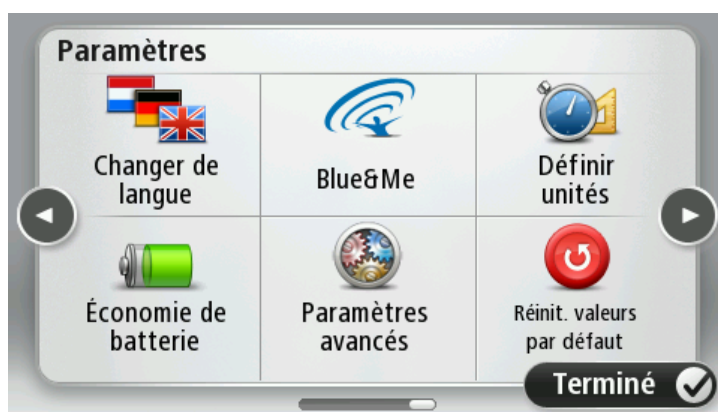 Paramètres
Changer de
langue
Blue&Me
Définir
unités
Économie de
batterie
Paramètres
avancés
Réinit. valeurs
par défaut
Terminé